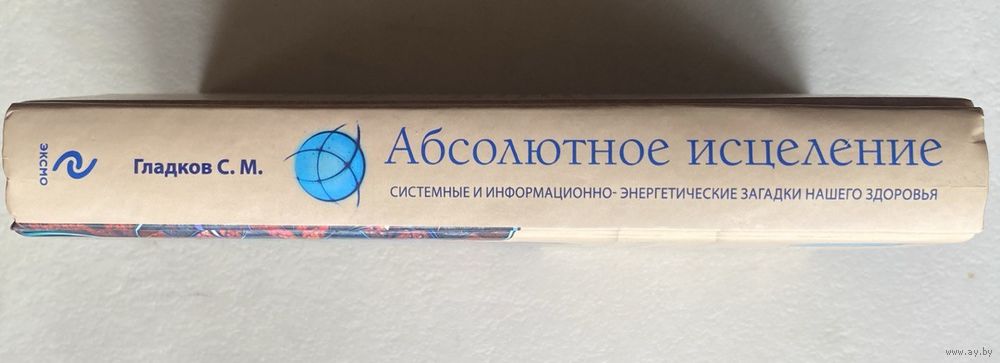 ЭКСМО
Гладков С. М.
Абсолютное исцеление
СИСТЕМНЫЕ И ИНФОРМАЦИОННО- ЭНЕРГЕТИЧЕСКИЕ ЗАГАДКИ НАШЕГО ЗДОРОВЬЯ
www.ay.by